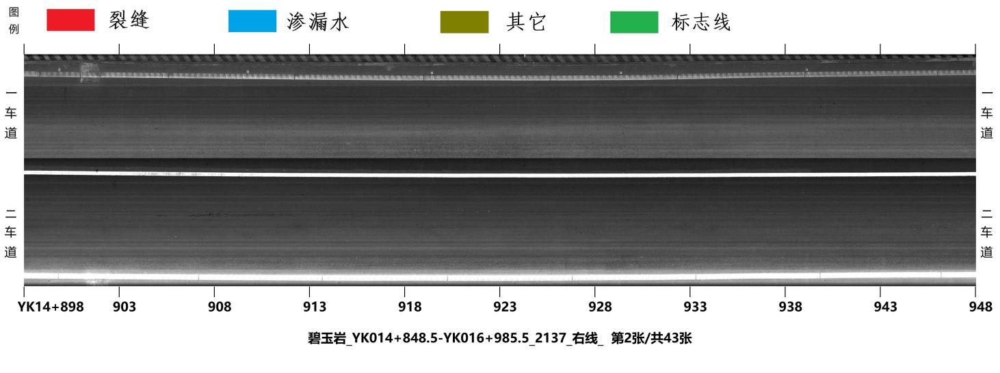 图例 裂缝 渗漏水 其它 标志线
一车道 一车道
二车道 二车道
YK14+898 903 908 913 918 923 928 933 938 943 948
碧玉岩_YK014+848.5-YK016+985.5_2137_右线_ 第2张/共43张